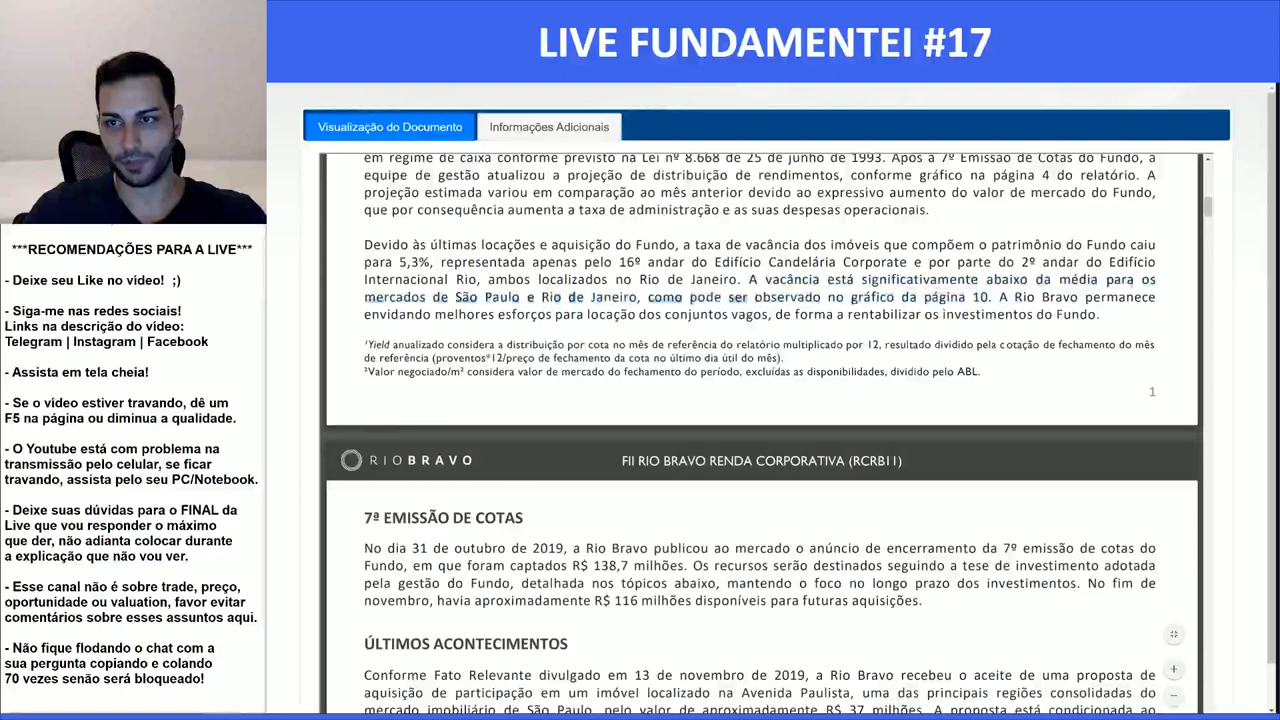 LIVE FUNDAMENTEI #17
***RECOMENDAÇÕES PARA A LIVE***
- Deixe seu Like no vídeo!  ;)
- Siga-me nas redes sociais!
Links na descrição do vídeo:
Telegram | Instagram | Facebook
- Assista em tela cheia!
- Se o vídeo estiver travando, dê um
F5 na página ou diminua a qualidade.
- O Youtube está com problema na
transmissão pelo celular, se ficar
travando, assista pelo seu PC/Notebook.
- Deixe suas dúvidas para o FINAL da
Live que vou responder o máximo
que der, não adianta colocar durante
a explicação que não vou ver.
- Esse canal não é sobre trade, preço,
oportunidade ou valuation, favor evitar
comentários sobre esses assuntos aqui.
- Não fique flodando o chat com a
sua pergunta copiando e colando
70 vezes senão será bloqueado!
Visualização do Documento
Informações Adicionais
em regime de caixa conforme previsto na Lei nº 8.668 de 25 de junho de 1993. Após a 7ª Emissão de Cotas do Fundo, a
equipe de gestão atualizou a projeção de distribuição de rendimentos, conforme gráfico na página 4 do relatório. A
projeção estimada variou em comparação ao mês anterior devido ao expressivo aumento do valor de mercado do Fundo,
que por consequência aumenta a taxa de administração e as suas despesas operacionais.
Devido às últimas locações e aquisição do Fundo, a taxa de vacância dos imóveis que compõem o patrimônio do Fundo caiu
para 5,3%, representada apenas pelo 16º andar do Edifício Candelária Corporate e por parte do 2º andar do Edifício
Internacional Rio, ambos localizados no Rio de Janeiro. A vacância está significativamente abaixo da média para os
mercados de São Paulo e Rio de Janeiro, como pode ser observado no gráfico da página 10. A Rio Bravo permanece
envidando melhores esforços para locação dos conjuntos vagos, de forma a rentabilizar os investimentos do Fundo.
¹Yield anualizado considera a distribuição por cota no mês de referência do relatório multiplicado por 12, resultado dividido pela cotação de fechamento do mês
de referência (proventos*12/preço de fechamento da cota no último dia útil do mês).
²Valor negociado/m² considera valor de mercado do fechamento do período, excluídas as disponibilidades, dividido pelo ABL.
1
RIOBRAVO
FII RIO BRAVO RENDA CORPORATIVA (RCRB11)
7ª EMISSÃO DE COTAS
No dia 31 de outubro de 2019, a Rio Bravo publicou ao mercado o anúncio de encerramento da 7º emissão de cotas do
Fundo, em que foram captados R$ 138,7 milhões. Os recursos serão destinados seguindo a tese de investimento adotada
pela gestão do Fundo, detalhada nos tópicos abaixo, mantendo o foco no longo prazo dos investimentos. No fim de
novembro, havia aproximadamente R$ 116 milhões disponíveis para futuras aquisições.
ÚLTIMOS ACONTECIMENTOS
Conforme Fato Relevante divulgado em 13 de novembro de 2019, a Rio Bravo recebeu o aceite de uma proposta de
aquisição de participação em um imóvel localizado na Avenida Paulista, uma das principais regiões consolidadas do
mercado imobiliário de São Paulo, pelo valor de aproximadamente R$ 37 milhões. A proposta está condicionada ao